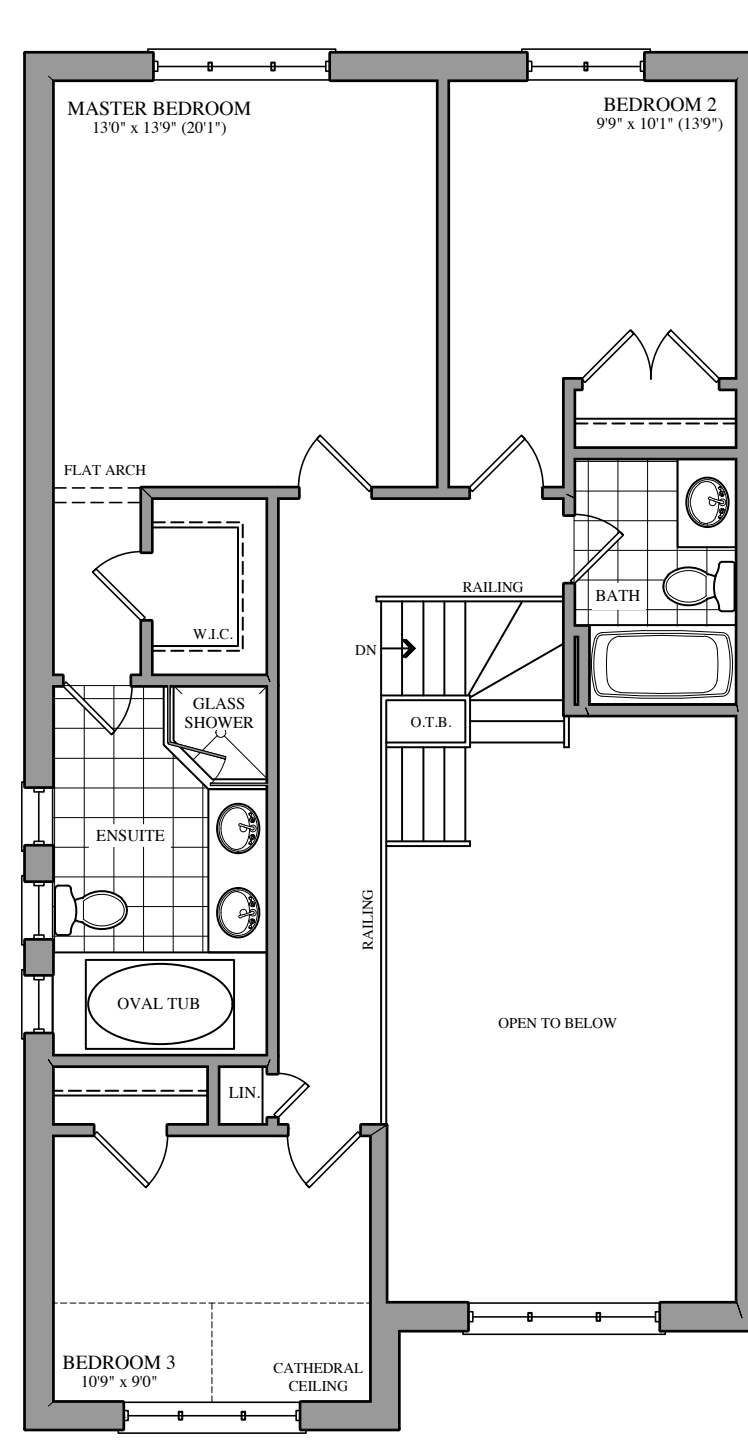 MASTER BEDROOM
13'0" x 13'9" (20'1")
BEDROOM 2
9'9" x 10'1" (13'9")
FLAT ARCH
RAILING
BATH
W.I.C.
DN
GLASS
SHOWER
O.T.B.
ENSUITE
RAILING
OVAL TUB
OPEN TO BELOW
LIN.
BEDROOM 3
10'9" x 9'0"
CATHEDRAL
CEILING